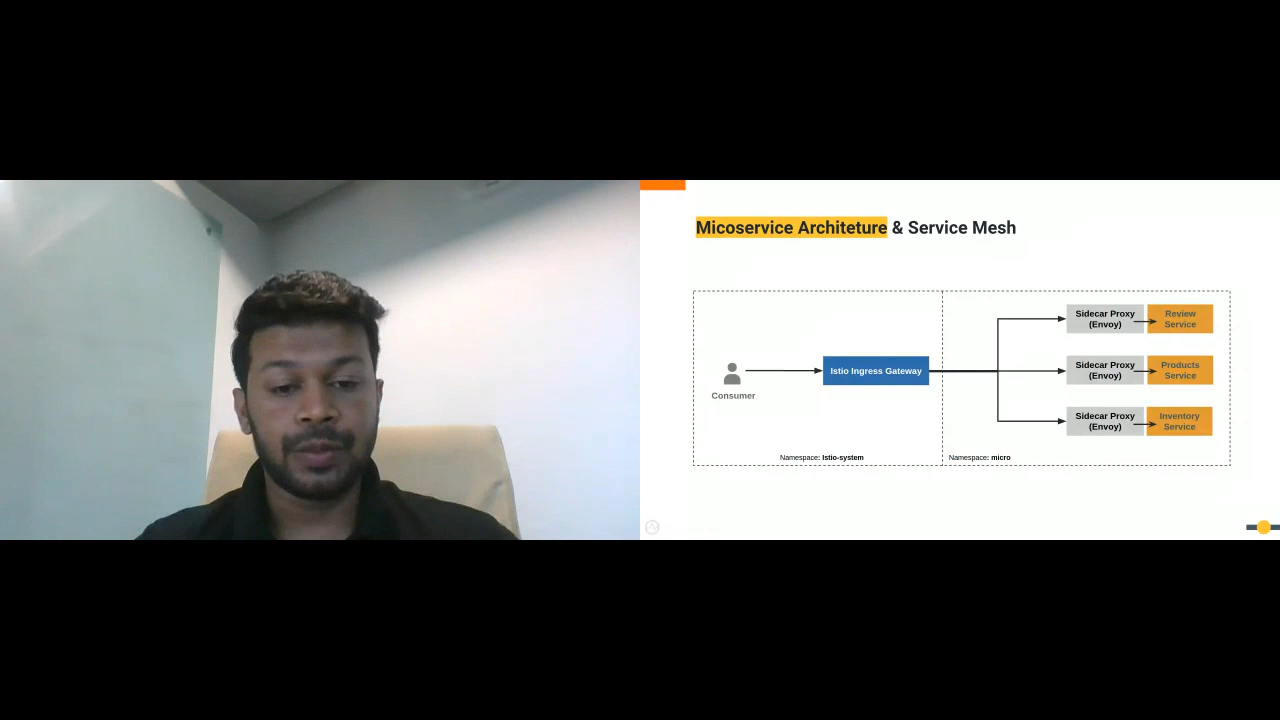 Micoservice Architeture & Service Mesh
Sidecar Proxy
(Envoy)
Review
Service
Consumer
Istio Ingress Gateway
Sidecar Proxy
(Envoy)
Products
Service
Sidecar Proxy
(Envoy)
Inventory
Service
Namespace: Istio-system
Namespace: micro